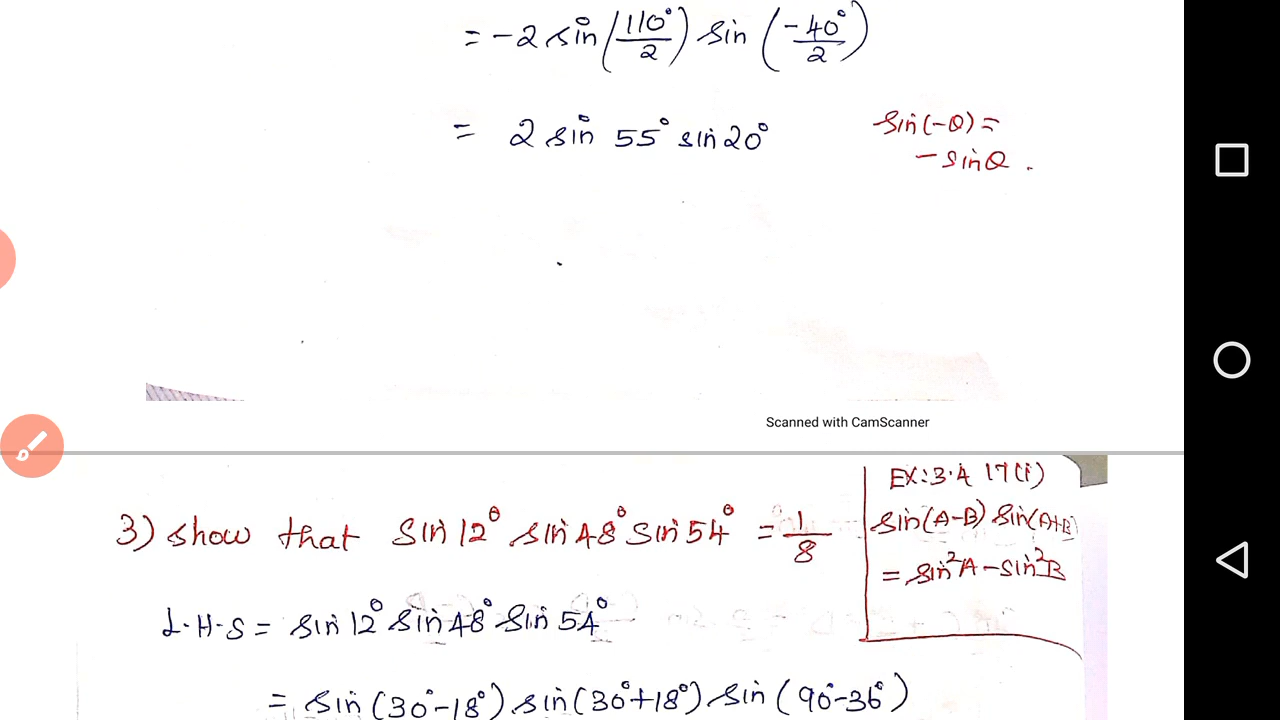 = -2 sin(110°/2) sin(-40°/2)
= 2 sin 55° sin 20°
sin(-θ) =
-sinθ .
Scanned with CamScanner
EX: 3.4 17(i)
sin(A-B) sin(A+B)
= sin²A - sin²B
3) show that sin 12° sin 48° sin 54° = 1/8
L.H.S = sin 12° sin 48° sin 54°
= sin(30°-18°) sin(30°+18°) sin(90°-36°)